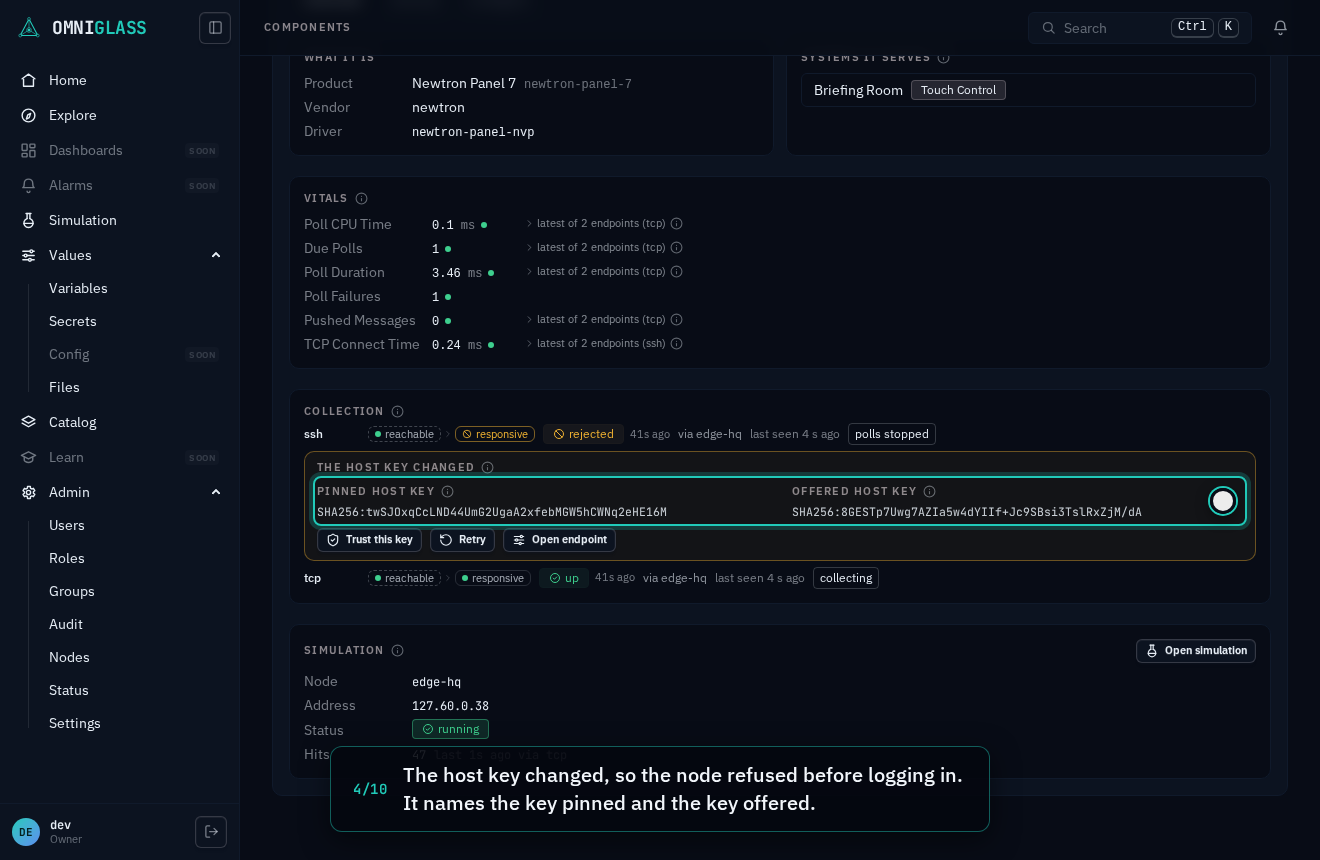 OMNIGLASS
COMPONENTS
Search
Ctrl K
Home
Explore
Dashboards SOON
Alarms SOON
Simulation
Values
Variables
Secrets
Config SOON
Files
Catalog
Learn SOON
Admin
Users
Roles
Groups
Audit
Nodes
Status
Settings
DE
dev
Owner
WHAT IT IS
Product Newtron Panel 7 newtron-panel-7
Vendor newtron
Driver newtron-panel-nvp
SYSTEMS IT SERVES
Briefing Room Touch Control
VITALS
Poll CPU Time 0.1 ms latest of 2 endpoints (tcp)
Due Polls 1 latest of 2 endpoints (tcp)
Poll Duration 3.46 ms latest of 2 endpoints (tcp)
Poll Failures 1
Pushed Messages 0 latest of 2 endpoints (tcp)
TCP Connect Time 0.24 ms latest of 2 endpoints (ssh)
COLLECTION
ssh reachable responsive rejected 41s ago via edge-hq last seen 4 s ago polls stopped
THE HOST KEY CHANGED
PINNED HOST KEY OFFERED HOST KEY
SHA256:twSJOxqCcLND44UmG2UgaA2xfebMGW5hCWNq2eHE16M SHA256:8GESTp7Uwg7AZIa5w4dYIIf+Jc9SBsi3TslRxZjM/dA
Trust this key Retry Open endpoint
tcp reachable responsive up 41s ago via edge-hq last seen 4 s ago collecting
SIMULATION
Open simulation
Node edge-hq
Address 127.60.0.38
Status running
Hits 47 last 1s ago via tcp
4/10 The host key changed, so the node refused before logging in.
It names the key pinned and the key offered.